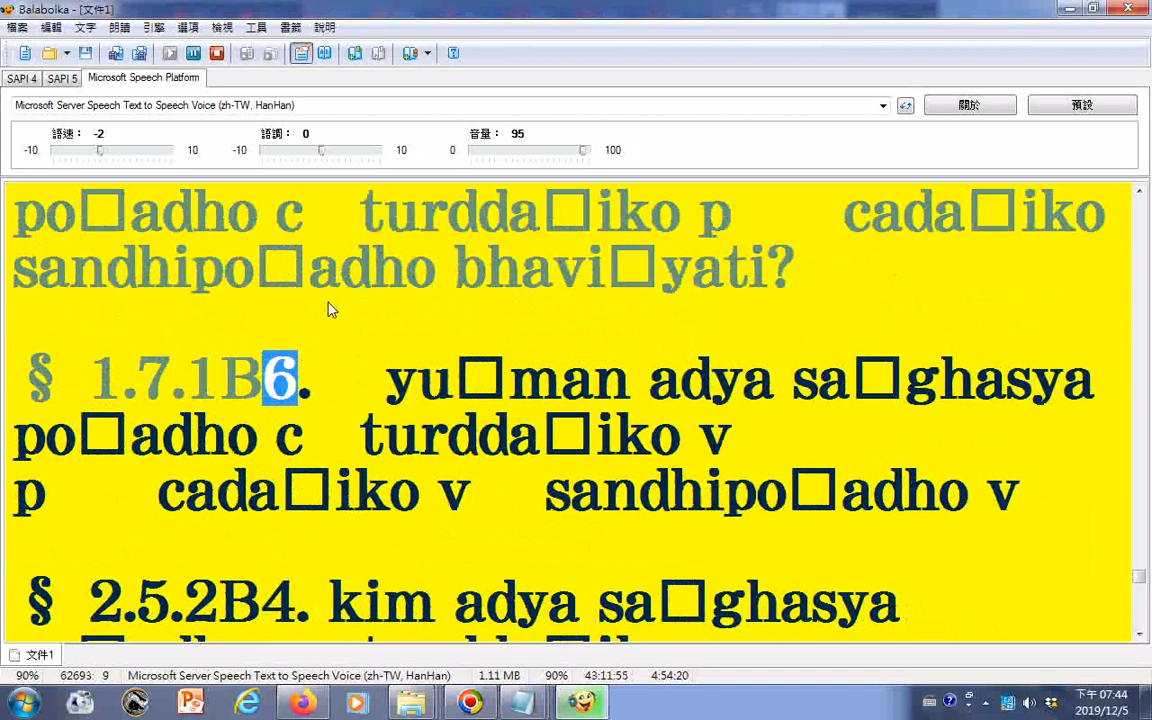 Balabolka - [文件1]
檔案 編輯 文字 朗讀 引擎 選項 檢視 工具 書籤 說明
SAPI 4 SAPI 5 Microsoft Speech Platform
Microsoft Server Speech Text to Speech Voice (zh-TW, HanHan) 關於 預設
語速： -2 語調： 0 音量： 95
-10 10 -10 10 0 100
po□adho c turdda□iko p cada□iko
sandhipo□adho bhavi□yati?
§ 1.7.1B6. yu□man adya sa□ghasya
po□adho c turdda□iko v
p cada□iko v sandhipo□adho v
§ 2.5.2B4. kim adya sa□ghasya
文件1
90% 62693: 9 Microsoft Server Speech Text to Speech Voice (zh-TW, HanHan) 1.11 MB 90% 43:11:55 4:54:20
下午 07:44
2019/12/5